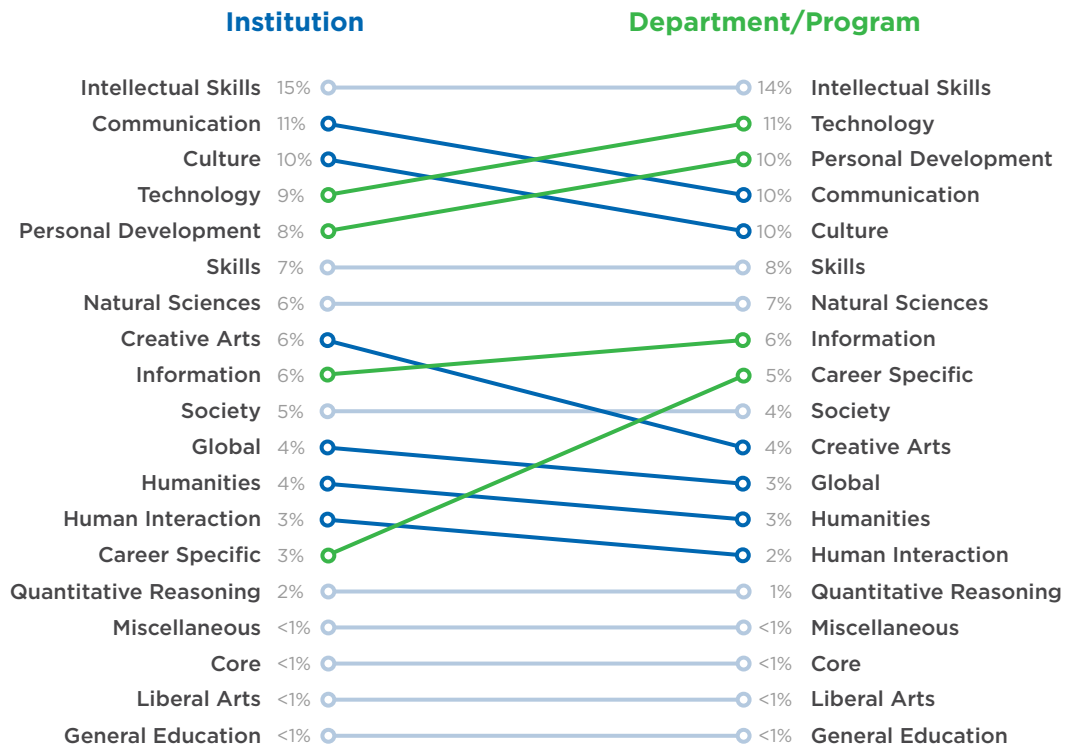 Institution Department/Program
Intellectual Skills 15% 14% Intellectual Skills
Communication 11% 11% Technology
Culture 10% 10% Personal Development
Technology 9% 10% Communication
Personal Development 8% 10% Culture
Skills 7% 8% Skills
Natural Sciences 6% 7% Natural Sciences
Creative Arts 6% 6% Information
Information 6% 5% Career Specific
Society 5% 4% Society
Global 4% 4% Creative Arts
Humanities 4% 3% Global
Human Interaction 3% 3% Humanities
Career Specific 3% 2% Human Interaction
Quantitative Reasoning 2% 1% Quantitative Reasoning
Miscellaneous <1% <1% Miscellaneous
Core <1% <1% Core
Liberal Arts <1% <1% Liberal Arts
General Education <1% <1% General Education